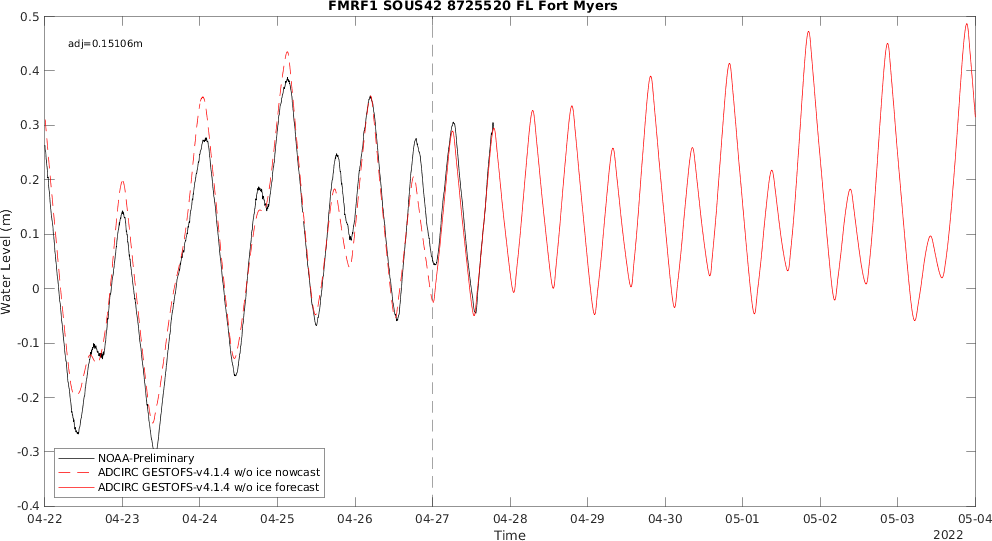 FMRF1 SOUS42 8725520 FL Fort Myers
adj=0.15106m
0.5
0.4
0.3
0.2
0.1
0
-0.1
-0.2
-0.3
-0.4
Water Level (m)
NOAA-Preliminary
ADCIRC GESTOFS-v4.1.4 w/o ice nowcast
ADCIRC GESTOFS-v4.1.4 w/o ice forecast
04-22 04-23 04-24 04-25 04-26 04-27 04-28 04-29 04-30 05-01 05-02 05-03 05-04
Time
2022